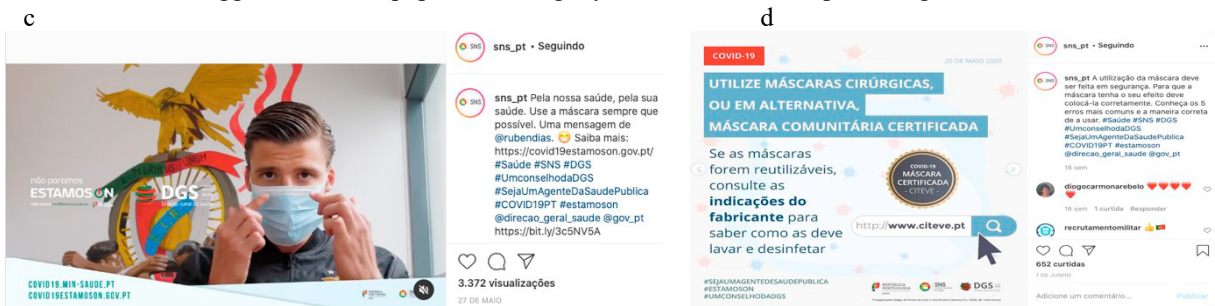 c
d
sns_pt • Seguindo
sns_pt Pela nossa saúde, pela sua
saúde. Use a máscara sempre que
possível. Uma mensagem de
@rubendias. 😁 Saiba mais:
https://covid19estamoson.gov.pt/
#Saúde #SNS #DGS
#UmconselhodaDGS
#SejaUmAgenteDaSaudePublica
#COVID19PT #estamoson
@direcao_geral_saude @gov_pt
https://bit.ly/3c5NV5A
3.372 visualizações
27 DE MAIO
não paramos
ESTAMOS ON
DGS
COVID19.MIN-SAUDE.PT
COVID19ESTAMOSON.GOV.PT
COVID-19
20 DE MAIO 2020
UTILIZE MÁSCARAS CIRÚRGICAS,
OU EM ALTERNATIVA,
MÁSCARA COMUNITÁRIA CERTIFICADA
Se as máscaras
forem reutilizáveis,
consulte as
indicações do
fabricante para
saber como as deve
lavar e desinfetar
COVID-19
MÁSCARA
CERTIFICADA
- CITEVE -
http://www.citeve.pt
#SEJAUMAGENTEDESAUDEPUBLICA
#ESTAMOSON
#UMCONSELHODADGS
REPÚBLICA
PORTUGUESA
SNS
DGS
sns_pt • Seguindo
sns_pt A utilização da máscara deve
ser feita em segurança. Para que a
máscara tenha o seu efeito deve
colocá-la corretamente. Conheça os 5
erros mais comuns e a maneira correta
de a usar. #Saúde #SNS #DGS
#UmconselhodaDGS
#SejaUmAgenteDaSaudePublica
#COVID19PT #estamoson
@direcao_geral_saude @gov_pt
16 sem
diogocarmonarebelo ❤️❤️❤️❤️
❤️
16 sem 1 curtida Responder
recrutamentomilitar 👍🇵🇹
652 curtidas
1 DE JUNHO
Adicione um comentário... Publicar